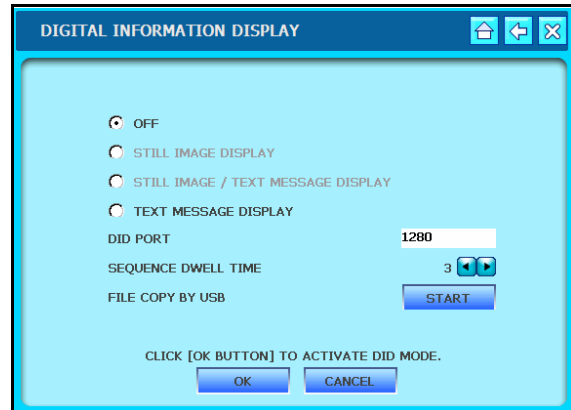 DIGITAL INFORMATION DISPLAY
OFF
STILL IMAGE DISPLAY
STILL IMAGE / TEXT MESSAGE DISPLAY
TEXT MESSAGE DISPLAY
DID PORT 1280
SEQUENCE DWELL TIME 3
FILE COPY BY USB START
CLICK [OK BUTTON] TO ACTIVATE DID MODE.
OK CANCEL